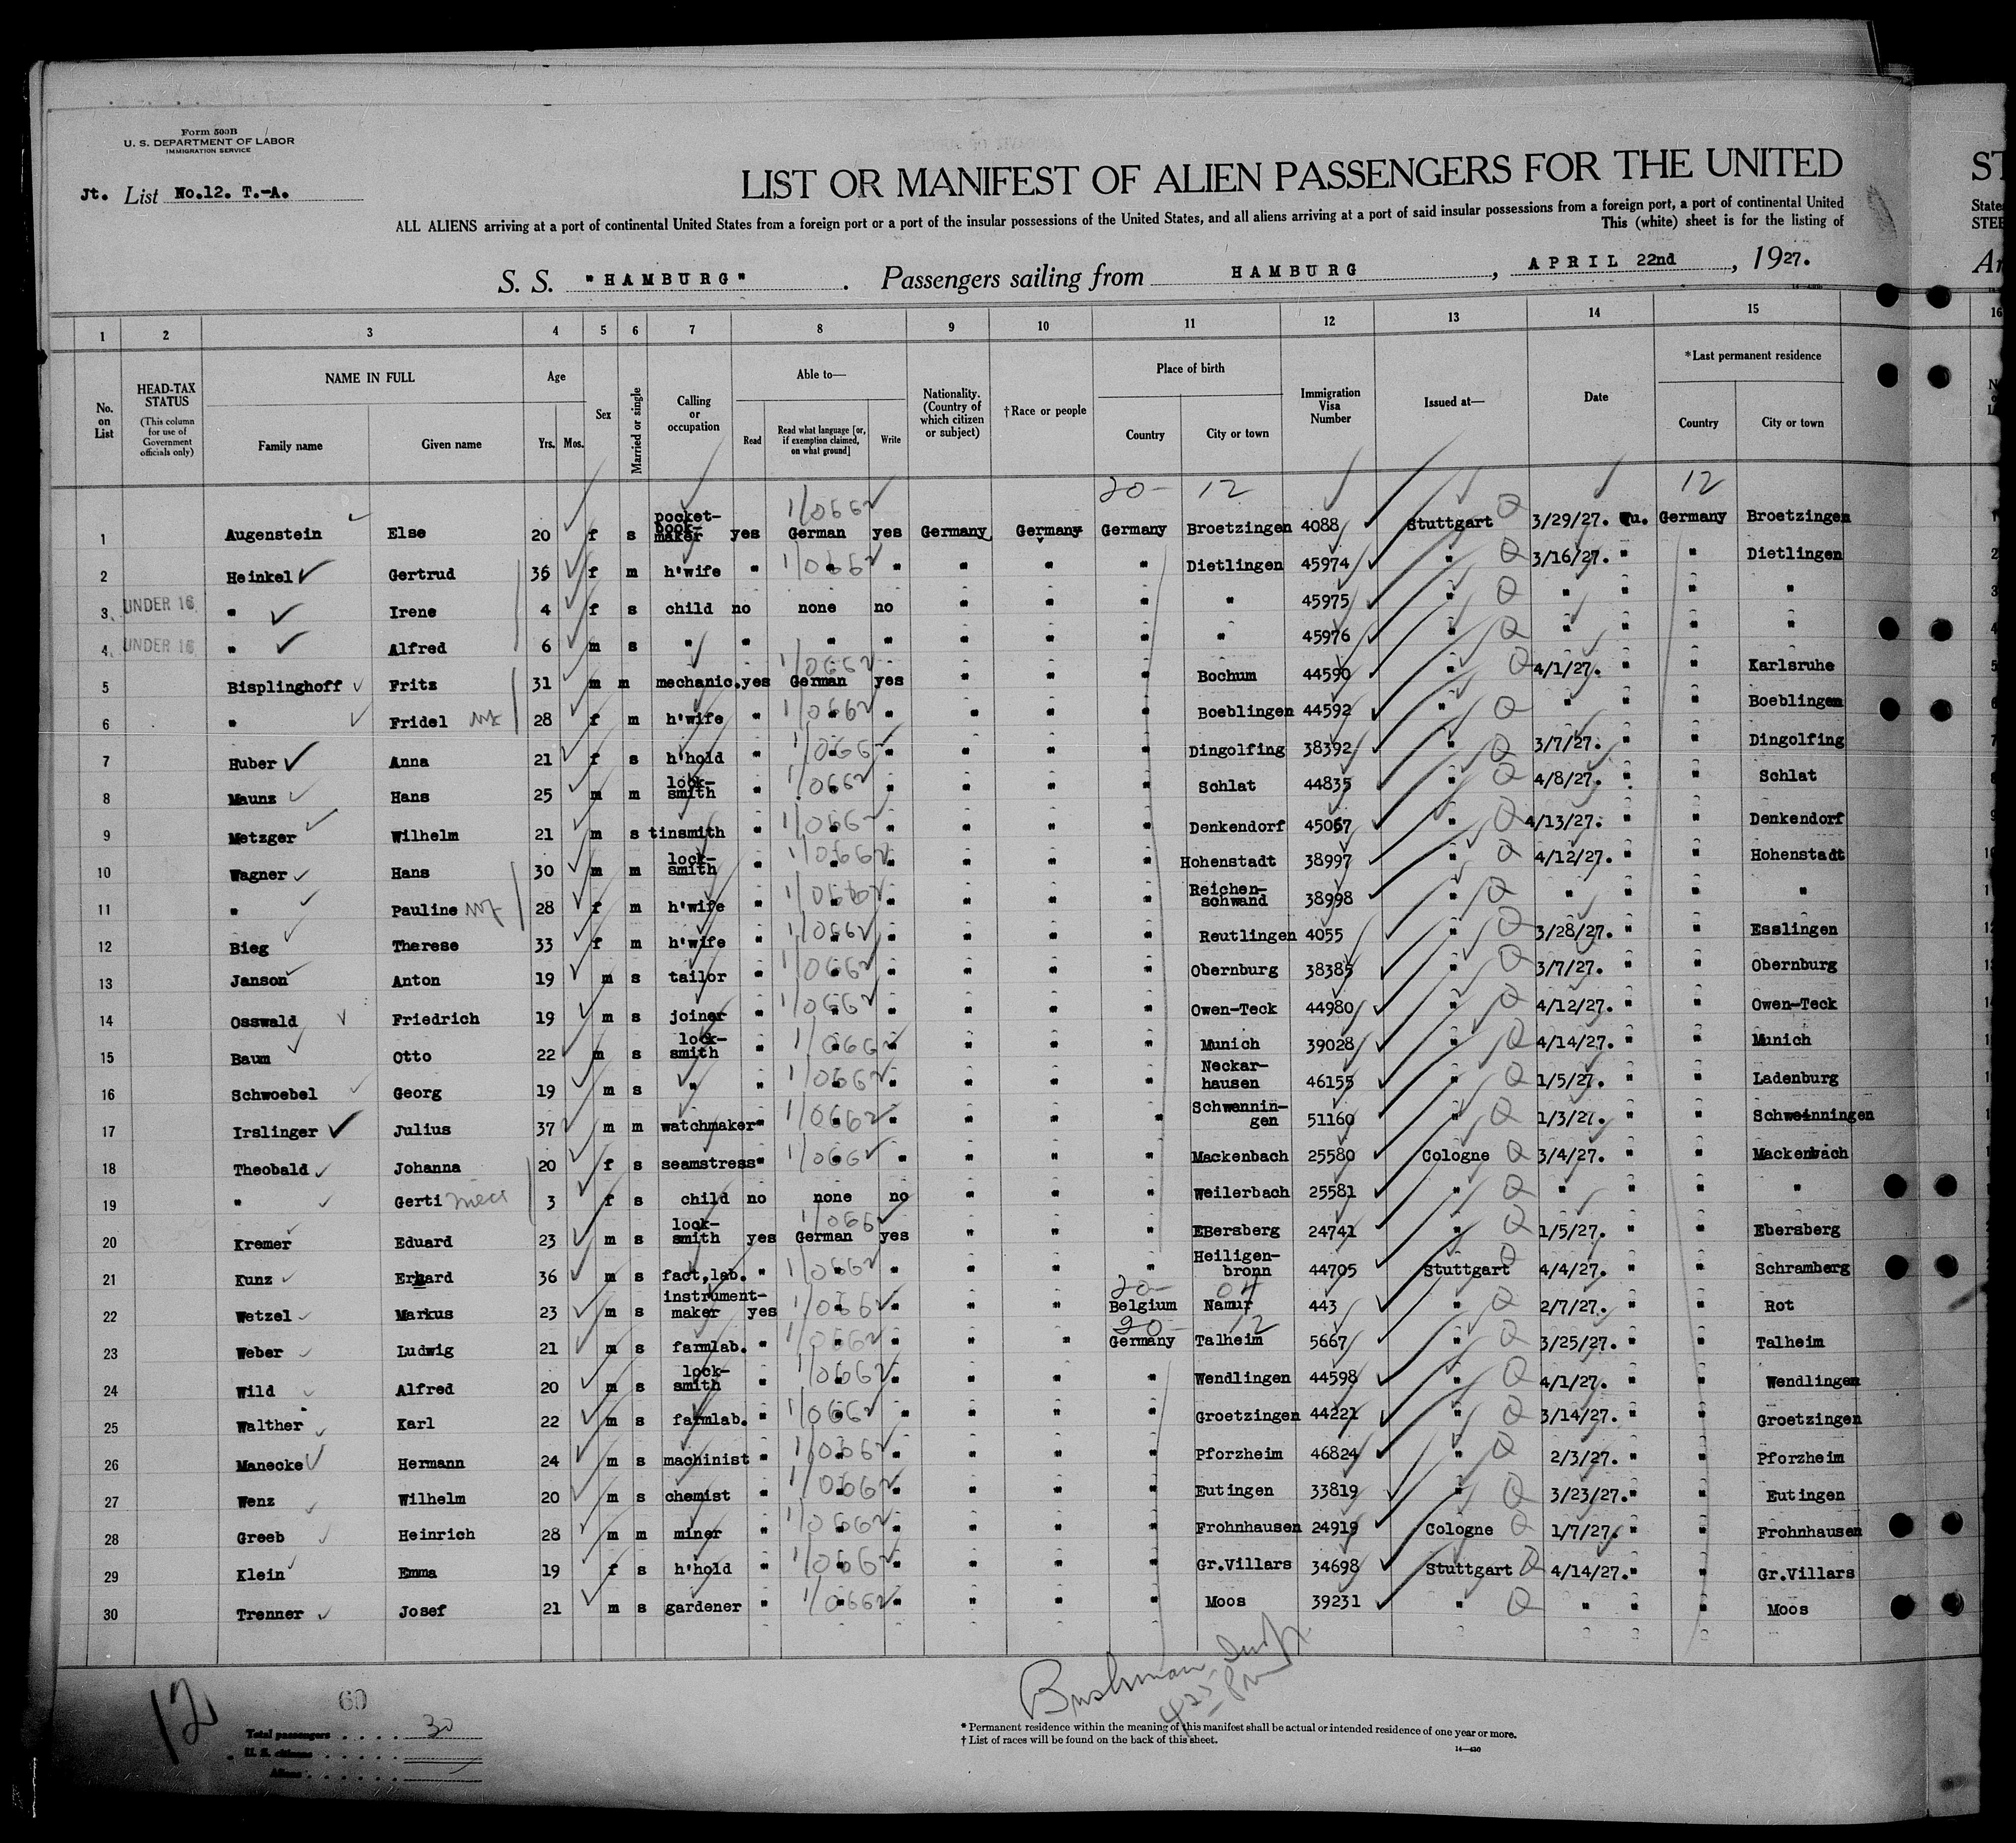 Form 500B
U. S. DEPARTMENT OF LABOR
IMMIGRATION SERVICE
Jt. List No.12. T.-A.
LIST OR MANIFEST OF ALIEN PASSENGERS FOR THE UNITED
ST
ALL ALIENS arriving at a port of continental United States from a foreign port or a port of the insular possessions of the United States, and all aliens arriving at a port of said insular possessions from a foreign port, a port of continental United
This (white) sheet is for the listing of
S. S. "HAMBURG" . Passengers sailing from HAMBURG , APRIL 22nd , 1927.
1 2 3 4 5 6 7 8 9 10 11 12 13 14 15 16
No. on List
HEAD-TAX STATUS (This column for use of Government officials only)
NAME IN FULL Family name Given name
Age Yrs. Mos.
Sex
Married or single
Calling or occupation
Able to— Read Read what language [or, if exemption claimed, on what ground] Write
Nationality. (Country of which citizen or subject)
†Race or people
Place of birth Country City or town
Immigration Visa Number
Issued at—
Date
*Last permanent residence Country City or town
20- 12 12
1 Augenstein Else 20 f s pocket-book-maker yes German yes Germany Germany Germany Broetzingen 4088 Stuttgart 3/29/27. Qu. Germany Broetzingen
2 Heinkel Gertrud 36 f m h'wife " " " " " " Dietlingen 45974 " 3/16/27. " " Dietlingen
3 UNDER 16 " Irene 4 f s child no none no " " " " 45975 " " " " "
4 UNDER 16 " Alfred 6 m s " " " " " " " " 45976 " " " " "
5 Bisplinghoff Fritz 31 m m mechanic. yes German yes " " " Bochum 44590 " 4/1/27. " " Karlsruhe
6 " Fridel 28 f m h'wife " " " " " " Boeblingen 44592 " " " " Boeblingen
7 Huber Anna 21 f s h'hold " " " " " " Dingolfing 38392 " 3/7/27. " " Dingolfing
8 Maunz Hans 25 m m lock-smith " " " " " " Schlat 44835 " 4/8/27. " " Schlat
9 Metzger Wilhelm 21 m s tinsmith " " " " " " Denkendorf 45067 " 4/13/27. " " Denkendorf
10 Wagner Hans 30 m m lock-smith " " " " " " Hohenstadt 38997 " 4/12/27. " " Hohenstadt
11 " Pauline 28 f m h'wife " " " " " " Reichen-schwand 38998 " " " " "
12 Bieg Therese 33 f m h'wife " " " " " " Reutlingen 4055 " 3/28/27. " " Esslingen
13 Janson Anton 19 m s tailor " " " " " " Obernburg 38385 " 3/7/27. " " Obernburg
14 Osswald Friedrich 19 m s joiner " " " " " " Owen-Teck 44980 " 4/12/27. " " Owen-Teck
15 Baum Otto 22 m s lock-smith " " " " " " Munich 39028 " 4/14/27. " " Munich
16 Schwoebel Georg 19 m s " " " " " " " Neckar-hausen 46155 " 1/5/27. " " Ladenburg
17 Irslinger Julius 37 m m watchmaker " " " " " " Schwennin-gen 51160 " 1/3/27. " " Schweinningen
18 Theobald Johanna 20 f s seamstress " " " " " " Mackenbach 25580 Cologne 3/4/27. " " Mackenbach
19 " Gerti niece 3 f s child no none no " " " Weilerbach 25581 " " " " "
20 Kremer Eduard 23 m s lock-smith yes German yes " " " EBersberg 24741 " 1/5/27. " " Ebersberg
21 Kunz Erhard 36 m s fact,lab. " " " " " " Heiligen-bronn 44705 Stuttgart 4/4/27. " " Schramberg
20- 04
22 Wetzel Markus 23 m s instrument-maker yes " " " " Belgium Namur 443 " 2/7/27. " " Rot
20- 12
23 Weber Ludwig 21 m s farmlab. " " " " " Germany Talheim 5667 " 3/25/27. " " Talheim
24 Wild Alfred 20 m s lock-smith " " " " " " Wendlingen 44598 " 4/1/27. " " Wendlingen
25 Walther Karl 22 m s farmlab. " " " " " " Groetzingen 44221 " 3/14/27. " " Groetzingen
26 Manecke Hermann 24 m s machinist " " " " " " Pforzheim 46824 " 2/3/27. " " Pforzheim
27 Wenz Wilhelm 20 m s chemist " " " " " " Eutingen 33819 " 3/23/27. " " Eutingen
28 Greeb Heinrich 28 m m miner " " " " " " Frohnhausen 24919 Cologne 1/7/27. " " Frohnhausen
29 Klein Emma 19 f s h'hold " " " " " " Gr.Villars 34698 Stuttgart 4/14/27. " " Gr.Villars
30 Trenner Josef 21 m s gardener " " " " " " Moos 39231 " " " " Moos
12
60
Total passengers . . . . 30
U. S. citizens . . . . .
Aliens . . . . . .
Bushman
* Permanent residence within the meaning of this manifest shall be actual or intended residence of one year or more.
† List of races will be found on the back of this sheet.